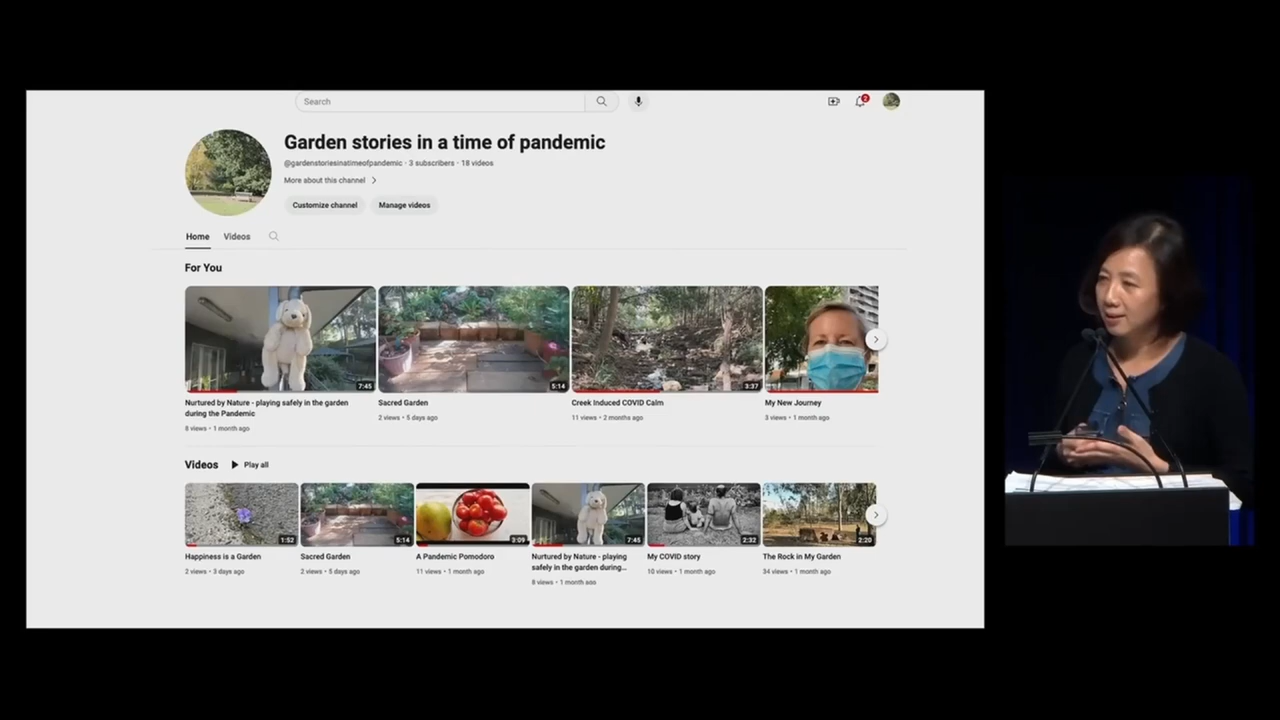 Search
2
Garden stories in a time of pandemic
@gardenstoriesinatimeofpandemic · 3 subscribers · 18 videos
More about this channel
Customize channel
Manage videos
Home
Videos
For You
7:45
5:14
3:37
Nurtured by Nature - playing safely in the garden
during the Pandemic
8 views • 1 month ago
Sacred Garden
2 views • 5 days ago
Creek Induced COVID Calm
11 views • 2 months ago
My New Journey
3 views • 1 month ago
Videos
Play all
1:52
5:14
3:09
7:45
2:32
2:20
Happiness is a Garden
2 views • 3 days ago
Sacred Garden
2 views • 5 days ago
A Pandemic Pomodoro
11 views • 1 month ago
Nurtured by Nature - playing
safely in the garden during...
8 views • 1 month ago
My COVID story
10 views • 1 month ago
The Rock in My Garden
34 views • 1 month ago